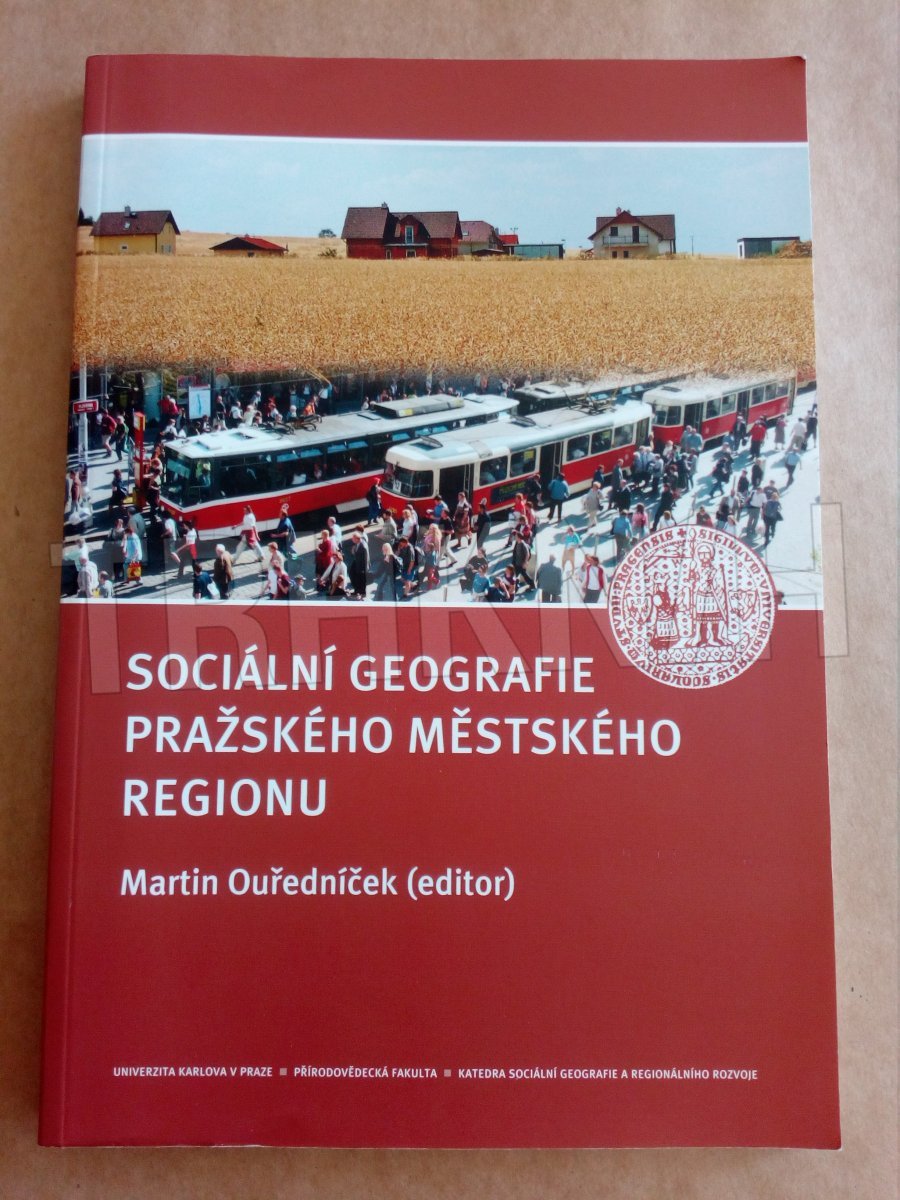 SOCIÁLNÍ GEOGRAFIE
PRAŽSKÉHO MĚSTSKÉHO
REGIONU
Martin Ouředníček (editor)
UNIVERZITA KARLOVA V PRAZE ■ PŘÍRODOVĚDECKÁ FAKULTA ■ KATEDRA SOCIÁLNÍ GEOGRAFIE A REGIONÁLNÍHO ROZVOJE